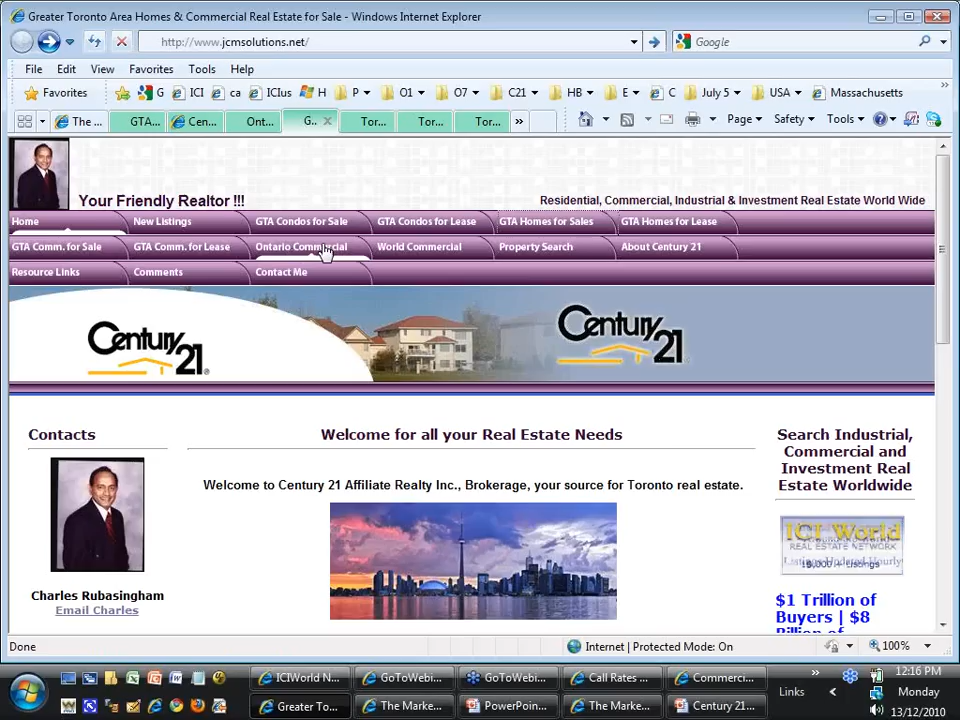 Greater Toronto Area Homes & Commercial Real Estate for Sale - Windows Internet Explorer
http://www.jcmsolutions.net/
Google
File Edit View Favorites Tools Help
Favorites G ICI ca ICIus H P O1 O7 C21 HB E C July 5 USA Massachusetts
The ... GTA... Cen... Ont... G.. Tor... Tor... Tor... Page Safety Tools
Your Friendly Realtor !!!
Residential, Commercial, Industrial & Investment Real Estate World Wide
Home New Listings GTA Condos for Sale GTA Condos for Lease GTA Homes for Sales GTA Homes for Lease
GTA Comm. for Sale GTA Comm. for Lease Ontario Commercial World Commercial Property Search About Century 21
Resource Links Comments Contact Me
Century 21
Century 21
Contacts
Charles Rubasingham
Email Charles
Welcome for all your Real Estate Needs
Welcome to Century 21 Affiliate Realty Inc., Brokerage, your source for Toronto real estate.
Search Industrial,
Commercial and
Investment Real
Estate Worldwide
ICI World
REAL ESTATE NETWORK
Listings Updated Hourly
$1 Trillion of
Buyers | $8
Billion of
Done Internet | Protected Mode: On 100%
ICIWorld N... GoToWebi... GoToWebi... Call Rates ... Commerci...
Greater To... The Marke... PowerPoin... The Marke... Century 21...
Links
12:16 PM
Monday
13/12/2010